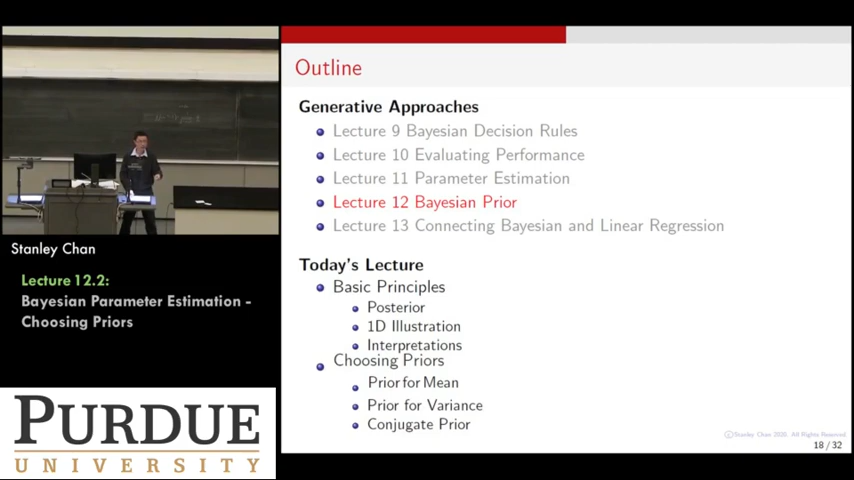 Outline
Generative Approaches
Lecture 9 Bayesian Decision Rules
Lecture 10 Evaluating Performance
Lecture 11 Parameter Estimation
Lecture 12 Bayesian Prior
Lecture 13 Connecting Bayesian and Linear Regression
Today's Lecture
Basic Principles
Posterior
1D Illustration
Interpretations
Choosing Priors
Prior for Mean
Prior for Variance
Conjugate Prior
©Stanley Chan 2020. All Rights Reserved
18 / 32
Stanley Chan
Lecture 12.2:
Bayesian Parameter Estimation -
Choosing Priors
PURDUE
UNIVERSITY